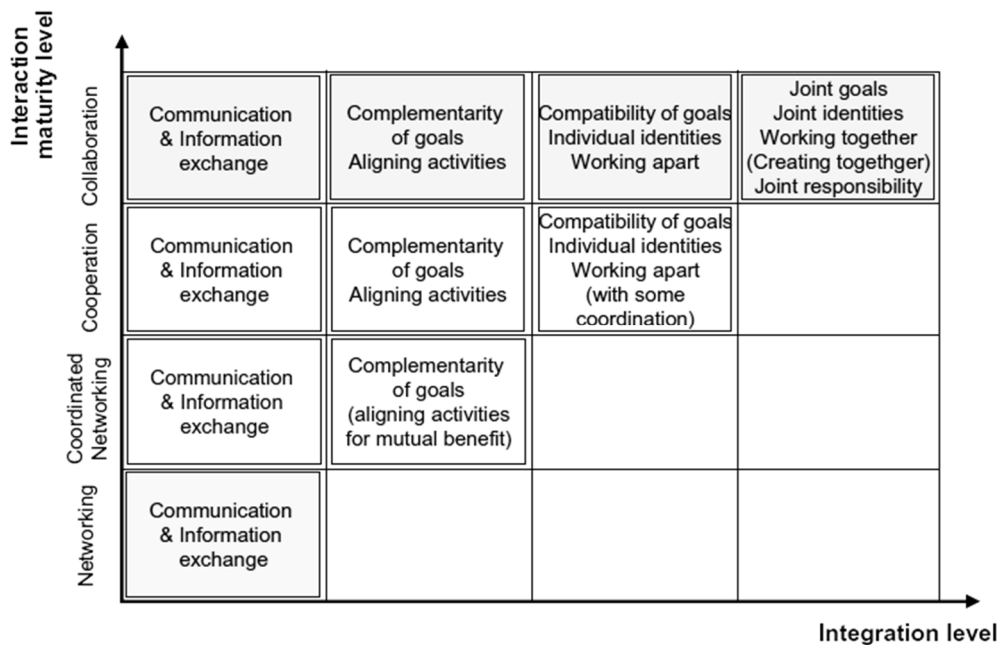 Interaction
maturity level
Collaboration
Communication
& Information
exchange
Complementarity
of goals
Aligning activities
Compatibility of goals
Individual identities
Working apart
Joint goals
Joint identities
Working together
(Creating togethger)
Joint responsibility
Cooperation
Communication
& Information
exchange
Complementarity
of goals
Aligning activities
Compatibility of goals
Individual identities
Working apart
(with some
coordination)
Coordinated
Networking
Communication
& Information
exchange
Complementarity
of goals
(aligning activities
for mutual benefit)
Networking
Communication
& Information
exchange
Integration level